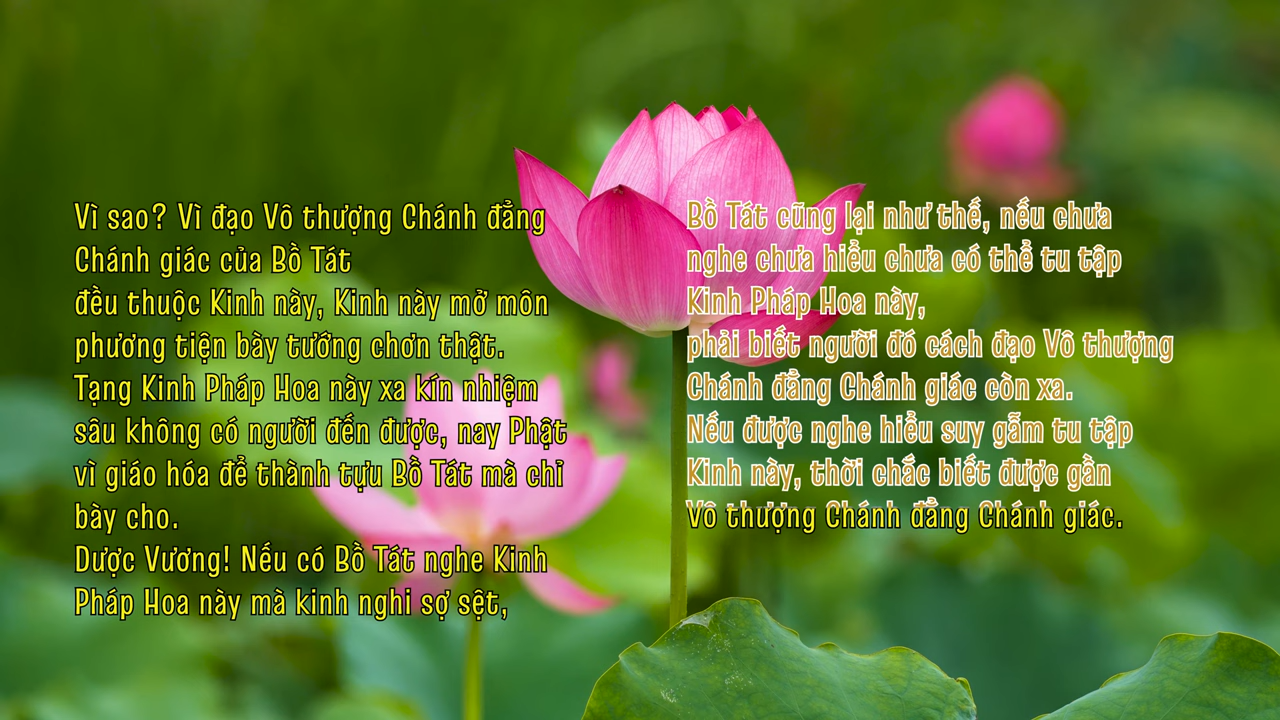 Vì sao? Vì đạo Vô thượng Chánh đẳng
Chánh giác của Bồ Tát
đều thuộc Kinh này, Kinh này mở môn
phương tiện bày tướng chơn thật.
Tạng Kinh Pháp Hoa này xa kín nhiệm
sâu không có người đến được, nay Phật
vì giáo hóa để thành tựu Bồ Tát mà chỉ
bày cho.
Dược Vương! Nếu có Bồ Tát nghe Kinh
Pháp Hoa này mà kinh nghi sợ sệt,
Bồ Tát cũng lại như thế, nếu chưa
nghe chưa hiểu chưa có thể tu tập
Kinh Pháp Hoa này,
phải biết người đó cách đạo Vô thượng
Chánh đẳng Chánh giác còn xa.
Nếu được nghe hiểu suy gẫm tu tập
Kinh này, thời chắc biết được gần
Vô thượng Chánh đẳng Chánh giác.